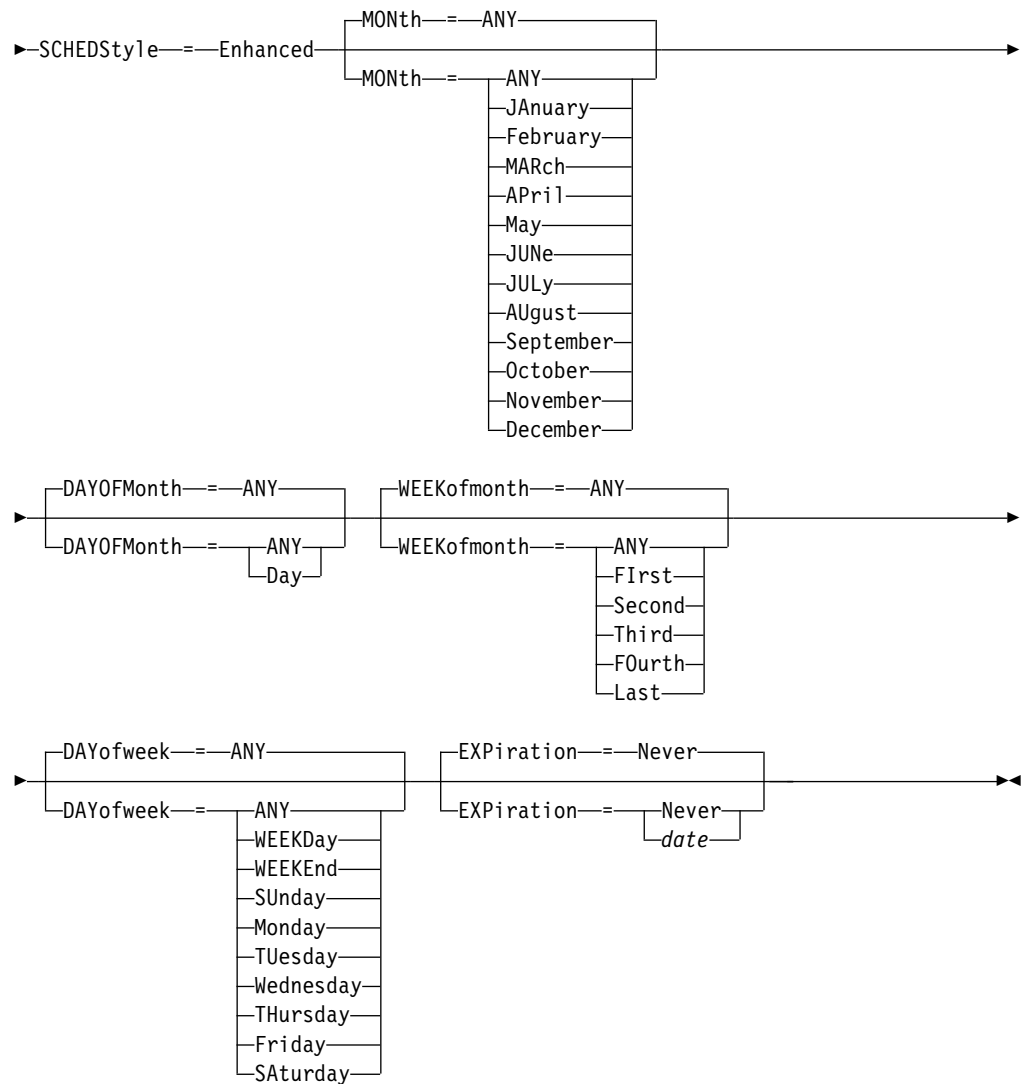 MONth = ANY
SCHEDStyle = Enhanced
MONth = ANY
JAnuary
February
MARch
APril
May
JUNe
JULy
AUgust
September
October
November
December
DAYOFMonth = ANY WEEKofmonth = ANY
DAYOFMonth = ANY WEEKofmonth = ANY
Day FIrst
Second
Third
FOurth
Last
DAYofweek = ANY EXPiration = Never
DAYofweek = ANY EXPiration = Never
WEEKDay date
WEEKEnd
SUnday
Monday
TUesday
Wednesday
THursday
Friday
SAturday